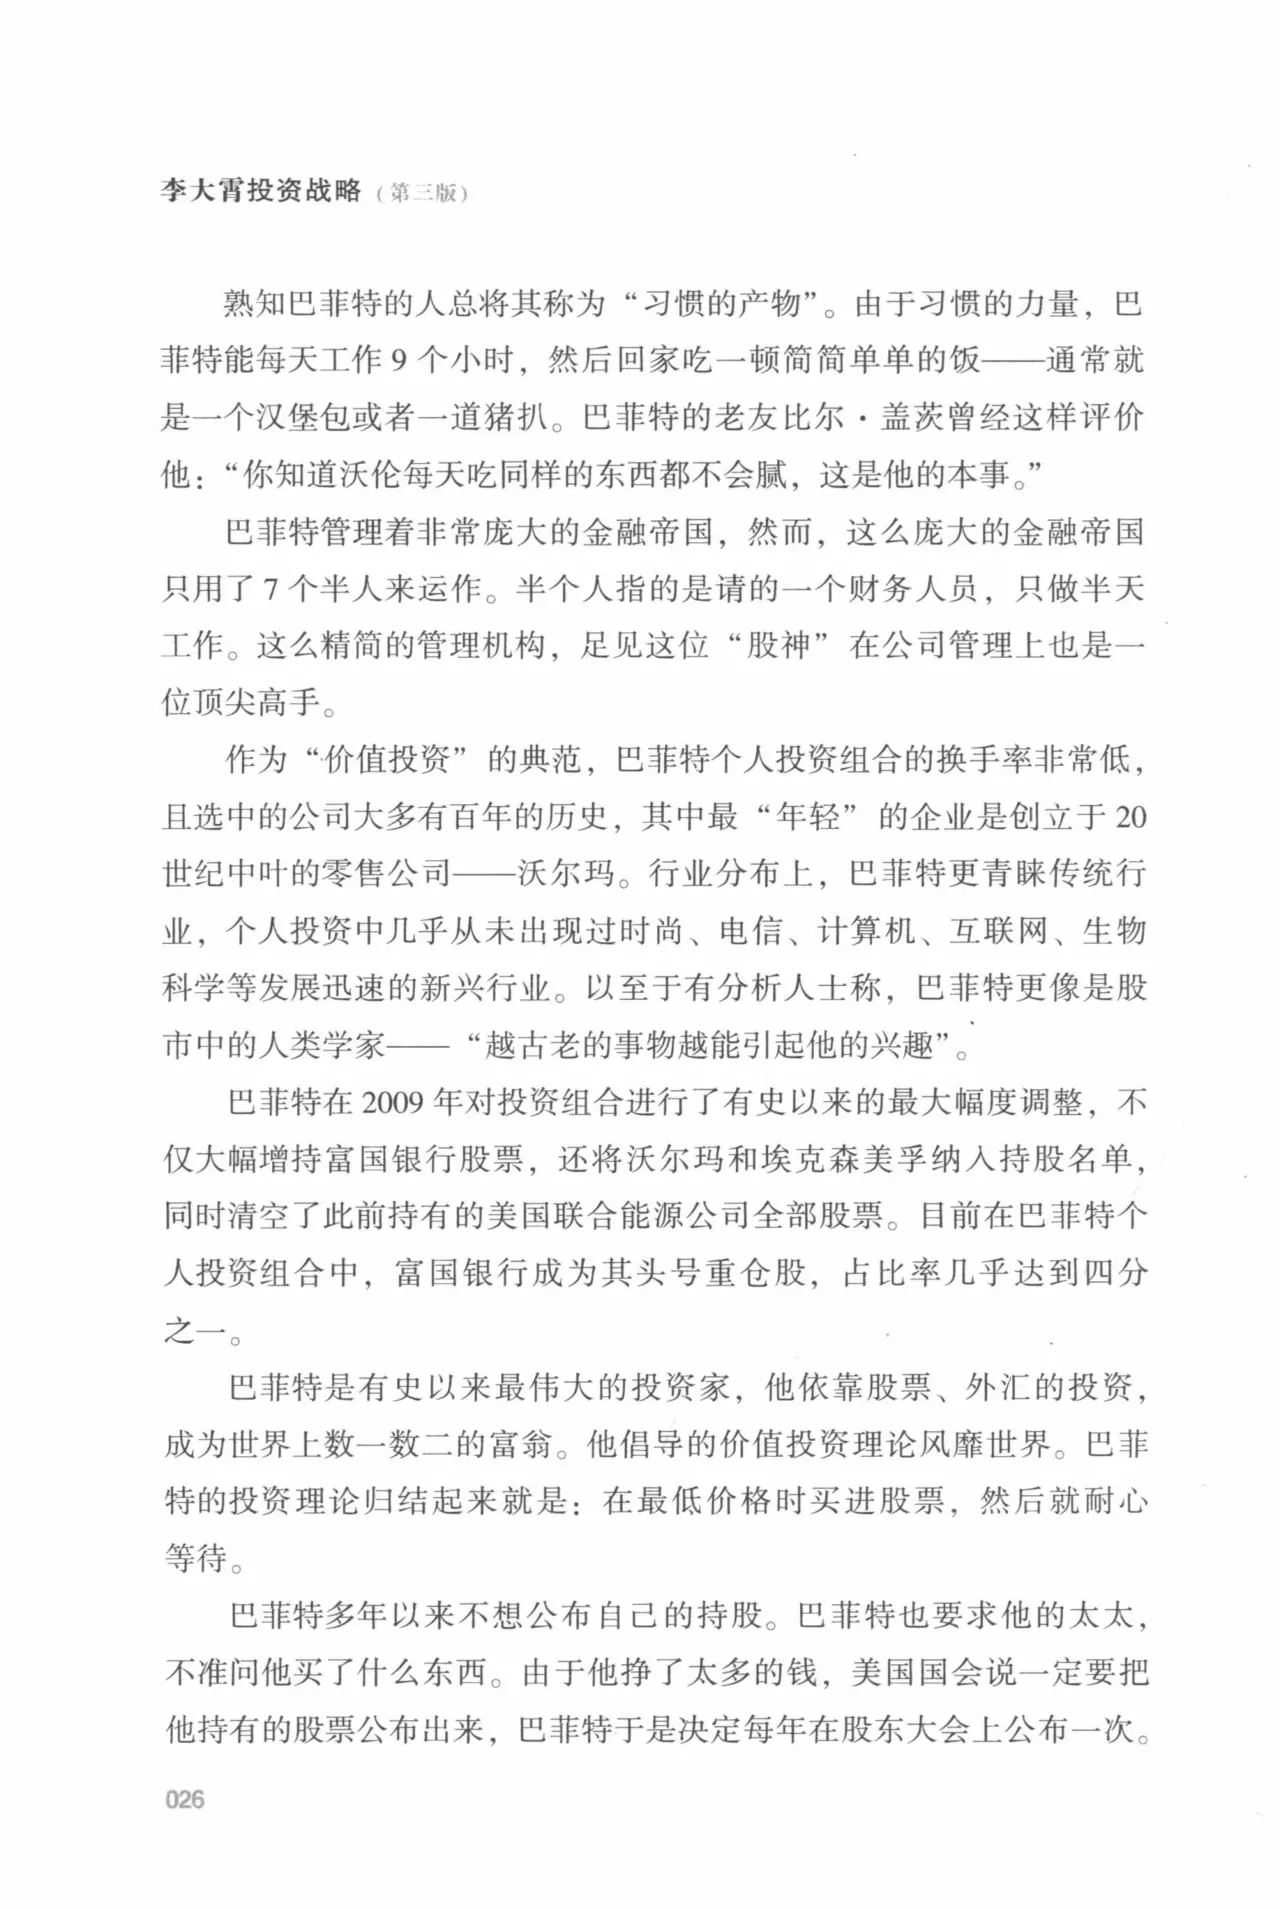 李大霄投资战略（第三版）
熟知巴菲特的人总将其称为“习惯的产物”。由于习惯的力量，巴
菲特能每天工作 9 个小时，然后回家吃一顿简简单单的饭——通常就
是一个汉堡包或者一道猪扒。巴菲特的老友比尔·盖茨曾经这样评价
他：“你知道沃伦每天吃同样的东西都不会腻，这是他的本事。”
巴菲特管理着非常庞大的金融帝国，然而，这么庞大的金融帝国
只用了 7 个半人来运作。半个人指的是请的一个财务人员，只做半天
工作。这么精简的管理机构，足见这位“股神”在公司管理上也是一
位顶尖高手。
作为“价值投资”的典范，巴菲特个人投资组合的换手率非常低，
且选中的公司大多有百年的历史，其中最“年轻”的企业是创立于 20
世纪中叶的零售公司——沃尔玛。行业分布上，巴菲特更青睐传统行
业，个人投资中几乎从未出现过时尚、电信、计算机、互联网、生物
科学等发展迅速的新兴行业。以至于有分析人士称，巴菲特更像是股
市中的人类学家——“越古老的事物越能引起他的兴趣”。
巴菲特在 2009 年对投资组合进行了有史以来的最大幅度调整，不
仅大幅增持富国银行股票，还将沃尔玛和埃克森美孚纳入持股名单，
同时清空了此前持有的美国联合能源公司全部股票。目前在巴菲特个
人投资组合中，富国银行成为其头号重仓股，占比率几乎达到四分
之一。
巴菲特是有史以来最伟大的投资家，他依靠股票、外汇的投资，
成为世界上数一数二的富翁。他倡导的价值投资理论风靡世界。巴菲
特的投资理论归结起来就是：在最低价格时买进股票，然后就耐心
等待。
巴菲特多年以来不想公布自己的持股。巴菲特也要求他的太太，
不准问他买了什么东西。由于他挣了太多的钱，美国国会说一定要把
他持有的股票公布出来，巴菲特于是决定每年在股东大会上公布一次。
026